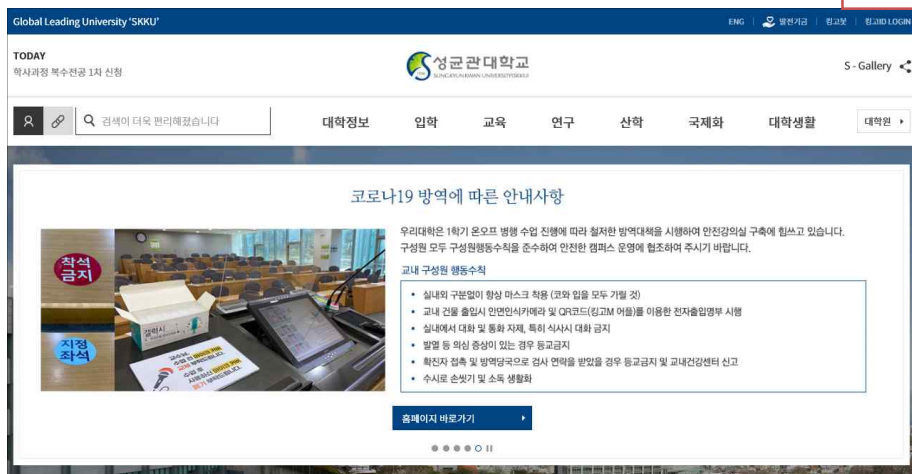 Global Leading University 'SKKU'
ENG
발전기금
킹고봇
킹고ID LOGIN
TODAY
학사과정 복수전공 1차 신청
성균관대학교
SUNGKYUNKWAN UNIVERSITY(SKKU)
S - Gallery
검색이 더욱 편리해졌습니다
대학정보
입학
교육
연구
산학
국제화
대학생활
대학원
코로나19 방역에 따른 안내사항
착석
금지
지정
좌석
우리대학은 1학기 온오프 병행 수업 진행에 따라 철저한 방역대책을 시행하여 안전강의실 구축에 힘쓰고 있습니다.
구성원 모두 구성원행동수칙을 준수하여 안전한 캠퍼스 운영에 협조하여 주시기 바랍니다.
교내 구성원 행동수칙
• 실내외 구분없이 항상 마스크 착용 (코와 입을 모두 가릴 것)
• 교내 건물 출입시 안면인식카메라 및 QR코드(킹고M 어플)를 이용한 전자출입명부 시행
• 실내에서 대화 및 통화 자제, 특히 식사시 대화 금지
• 발열 등 의심 증상이 있는 경우 등교금지
• 확진자 접촉 및 방역당국으로 검사 연락을 받았을 경우 등교금지 및 교내건강센터 신고
• 수시로 손씻기 및 소독 생활화
홈페이지 바로가기